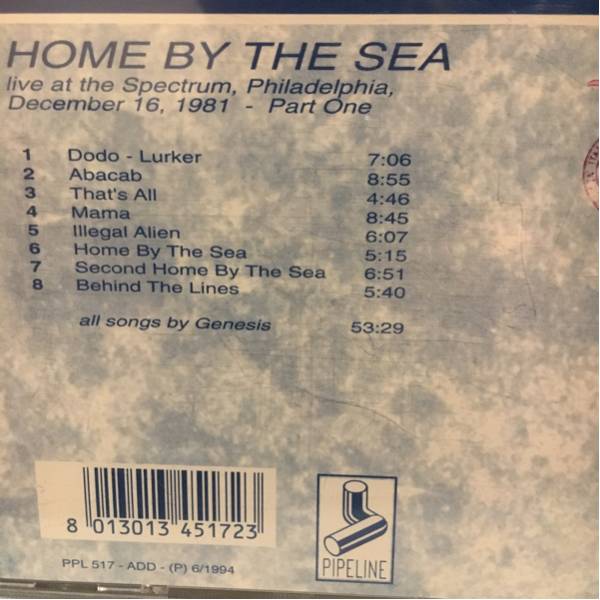 HOME BY THE SEA
live at the Spectrum, Philadelphia,
December 16, 1981 - Part One
1 Dodo - Lurker 7:06
2 Abacab 8:55
3 That's All 4:46
4 Mama 8:45
5 Illegal Alien 6:07
6 Home By The Sea 5:15
7 Second Home By The Sea 6:51
8 Behind The Lines 5:40
all songs by Genesis 53:29
8 013013 451723
PPL 517 - ADD - (P) 6/1994
PIPELINE